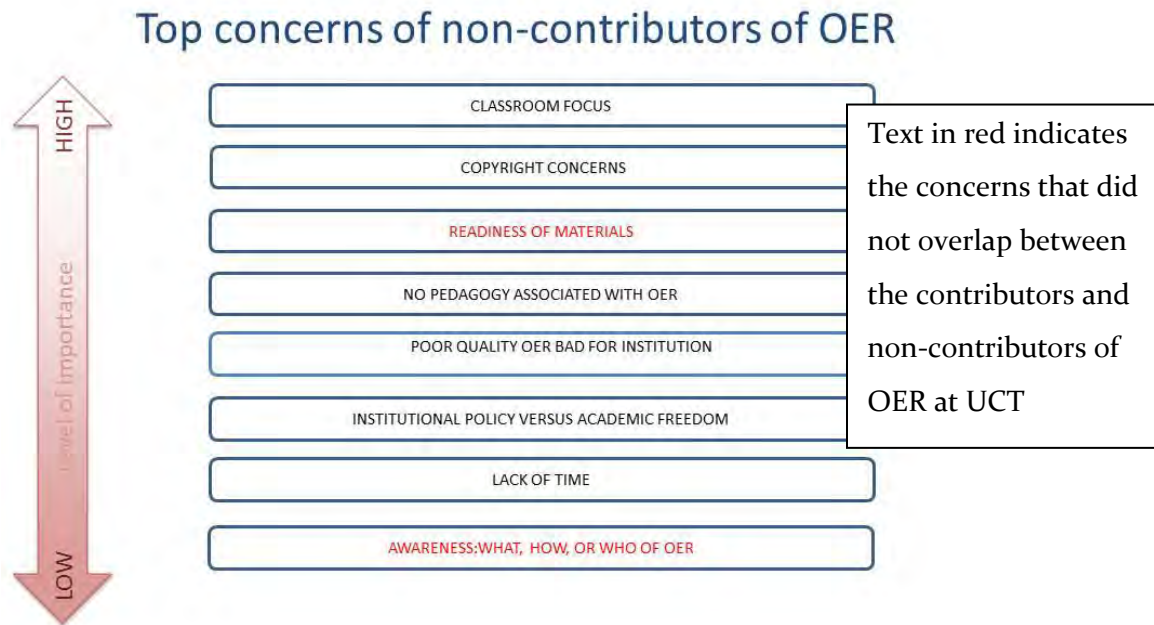 Top concerns of non-contributors of OER
HIGH
Level of importance
LOW
CLASSROOM FOCUS
COPYRIGHT CONCERNS
READINESS OF MATERIALS
NO PEDAGOGY ASSOCIATED WITH OER
POOR QUALITY OER BAD FOR INSTITUTION
INSTITUTIONAL POLICY VERSUS ACADEMIC FREEDOM
LACK OF TIME
AWARENESS:WHAT, HOW, OR WHO OF OER
Text in red indicates
the concerns that did
not overlap between
the contributors and
non-contributors of
OER at UCT